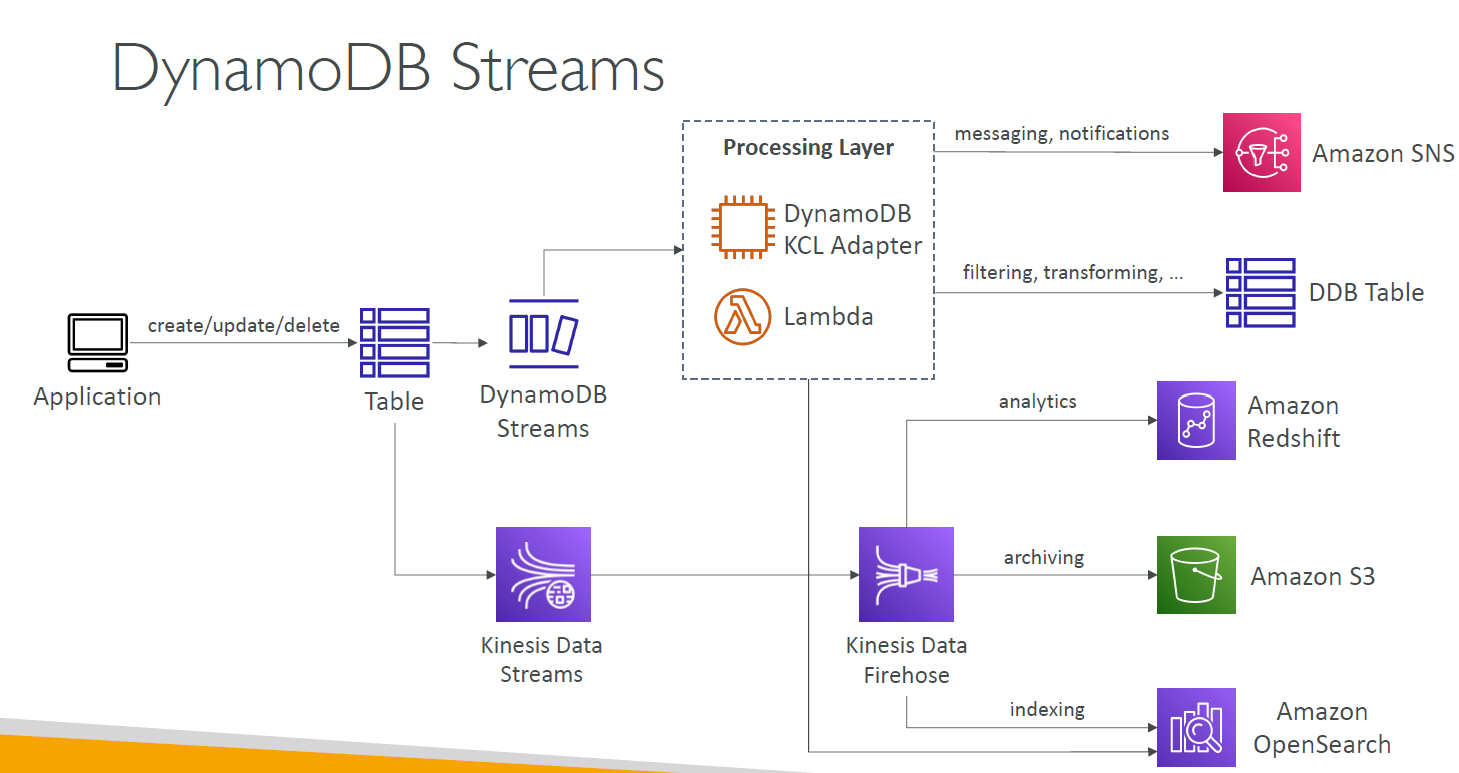 DynamoDB Streams
Processing Layer
DynamoDB
KCL Adapter
Lambda
messaging, notifications
Amazon SNS
filtering, transforming, ...
DDB Table
create/update/delete
Application
Table
DynamoDB
Streams
analytics
Amazon
Redshift
Kinesis Data
Streams
Kinesis Data
Firehose
archiving
Amazon S3
indexing
Amazon
OpenSearch